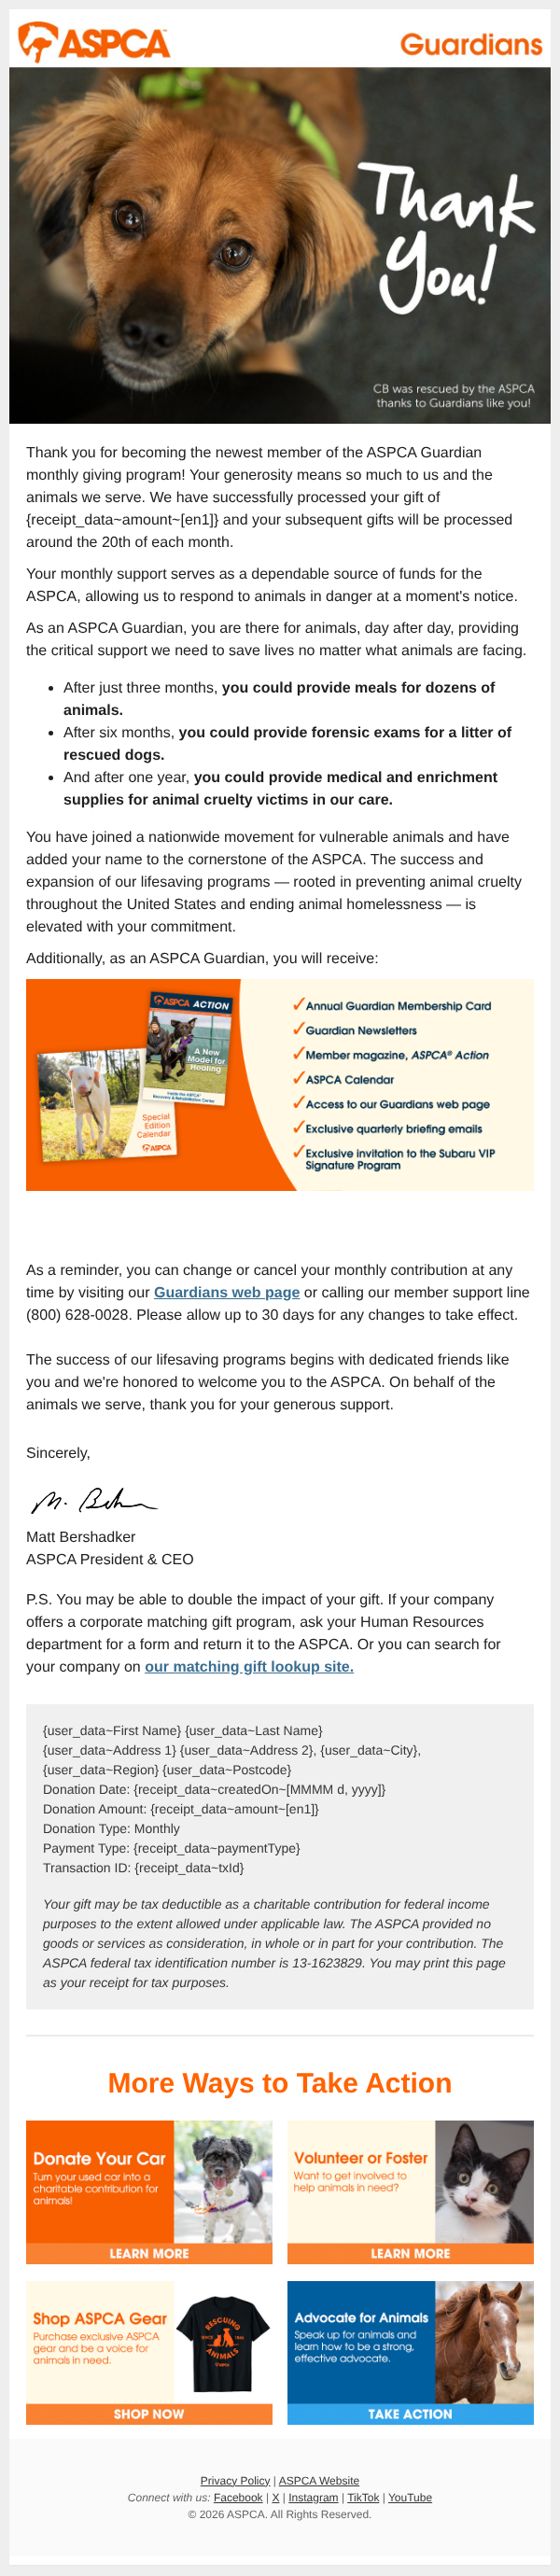 ASPCA
Guardians
Thank
You!
CB was rescued by the ASPCA
thanks to Guardians like you!
Thank you for becoming the newest member of the ASPCA Guardian
monthly giving program! Your generosity means so much to us and the
animals we serve. We have successfully processed your gift of
{receipt_data~amount~[en1]} and your subsequent gifts will be processed
around the 20th of each month.
Your monthly support serves as a dependable source of funds for the
ASPCA, allowing us to respond to animals in danger at a moment's notice.
As an ASPCA Guardian, you are there for animals, day after day, providing
the critical support we need to save lives no matter what animals are facing.
• After just three months, you could provide meals for dozens of
animals.
• After six months, you could provide forensic exams for a litter of
rescued dogs.
• And after one year, you could provide medical and enrichment
supplies for animal cruelty victims in our care.
You have joined a nationwide movement for vulnerable animals and have
added your name to the cornerstone of the ASPCA. The success and
expansion of our lifesaving programs — rooted in preventing animal cruelty
throughout the United States and ending animal homelessness — is
elevated with your commitment.
Additionally, as an ASPCA Guardian, you will receive:
ASPCA ACTION
A New
Model for
Healing
Inside the ASPCA®
Recovery & Rehabilitation Center
Special
Edition
Calendar
ASPCA
✓Annual Guardian Membership Card
✓Guardian Newsletters
✓Member magazine, ASPCA® Action
✓ASPCA Calendar
✓Access to our Guardians web page
✓Exclusive quarterly briefing emails
✓Exclusive invitation to the Subaru VIP
Signature Program
As a reminder, you can change or cancel your monthly contribution at any
time by visiting our Guardians web page or calling our member support line
(800) 628-0028. Please allow up to 30 days for any changes to take effect.
The success of our lifesaving programs begins with dedicated friends like
you and we're honored to welcome you to the ASPCA. On behalf of the
animals we serve, thank you for your generous support.
Sincerely,
Matt Bershadker
ASPCA President & CEO
P.S. You may be able to double the impact of your gift. If your company
offers a corporate matching gift program, ask your Human Resources
department for a form and return it to the ASPCA. Or you can search for
your company on our matching gift lookup site.
{user_data~First Name} {user_data~Last Name}
{user_data~Address 1} {user_data~Address 2}, {user_data~City},
{user_data~Region} {user_data~Postcode}
Donation Date: {receipt_data~createdOn~[MMMM d, yyyy]}
Donation Amount: {receipt_data~amount~[en1]}
Donation Type: Monthly
Payment Type: {receipt_data~paymentType}
Transaction ID: {receipt_data~txId}
Your gift may be tax deductible as a charitable contribution for federal income
purposes to the extent allowed under applicable law. The ASPCA provided no
goods or services as consideration, in whole or in part for your contribution. The
ASPCA federal tax identification number is 13-1623829. You may print this page
as your receipt for tax purposes.
More Ways to Take Action
Donate Your Car
Turn your used car into a
charitable contribution for
animals!
LEARN MORE
Volunteer or Foster
Want to get involved to
help animals in need?
LEARN MORE
Shop ASPCA Gear
Purchase exclusive ASPCA
gear and be a voice for
animals in need.
RESCUING
ANIMALS
SHOP NOW
Advocate for Animals
Speak up for animals and
learn how to be a strong,
effective advocate.
TAKE ACTION
Privacy Policy | ASPCA Website
Connect with us: Facebook | X | Instagram | TikTok | YouTube
© 2026 ASPCA. All Rights Reserved.